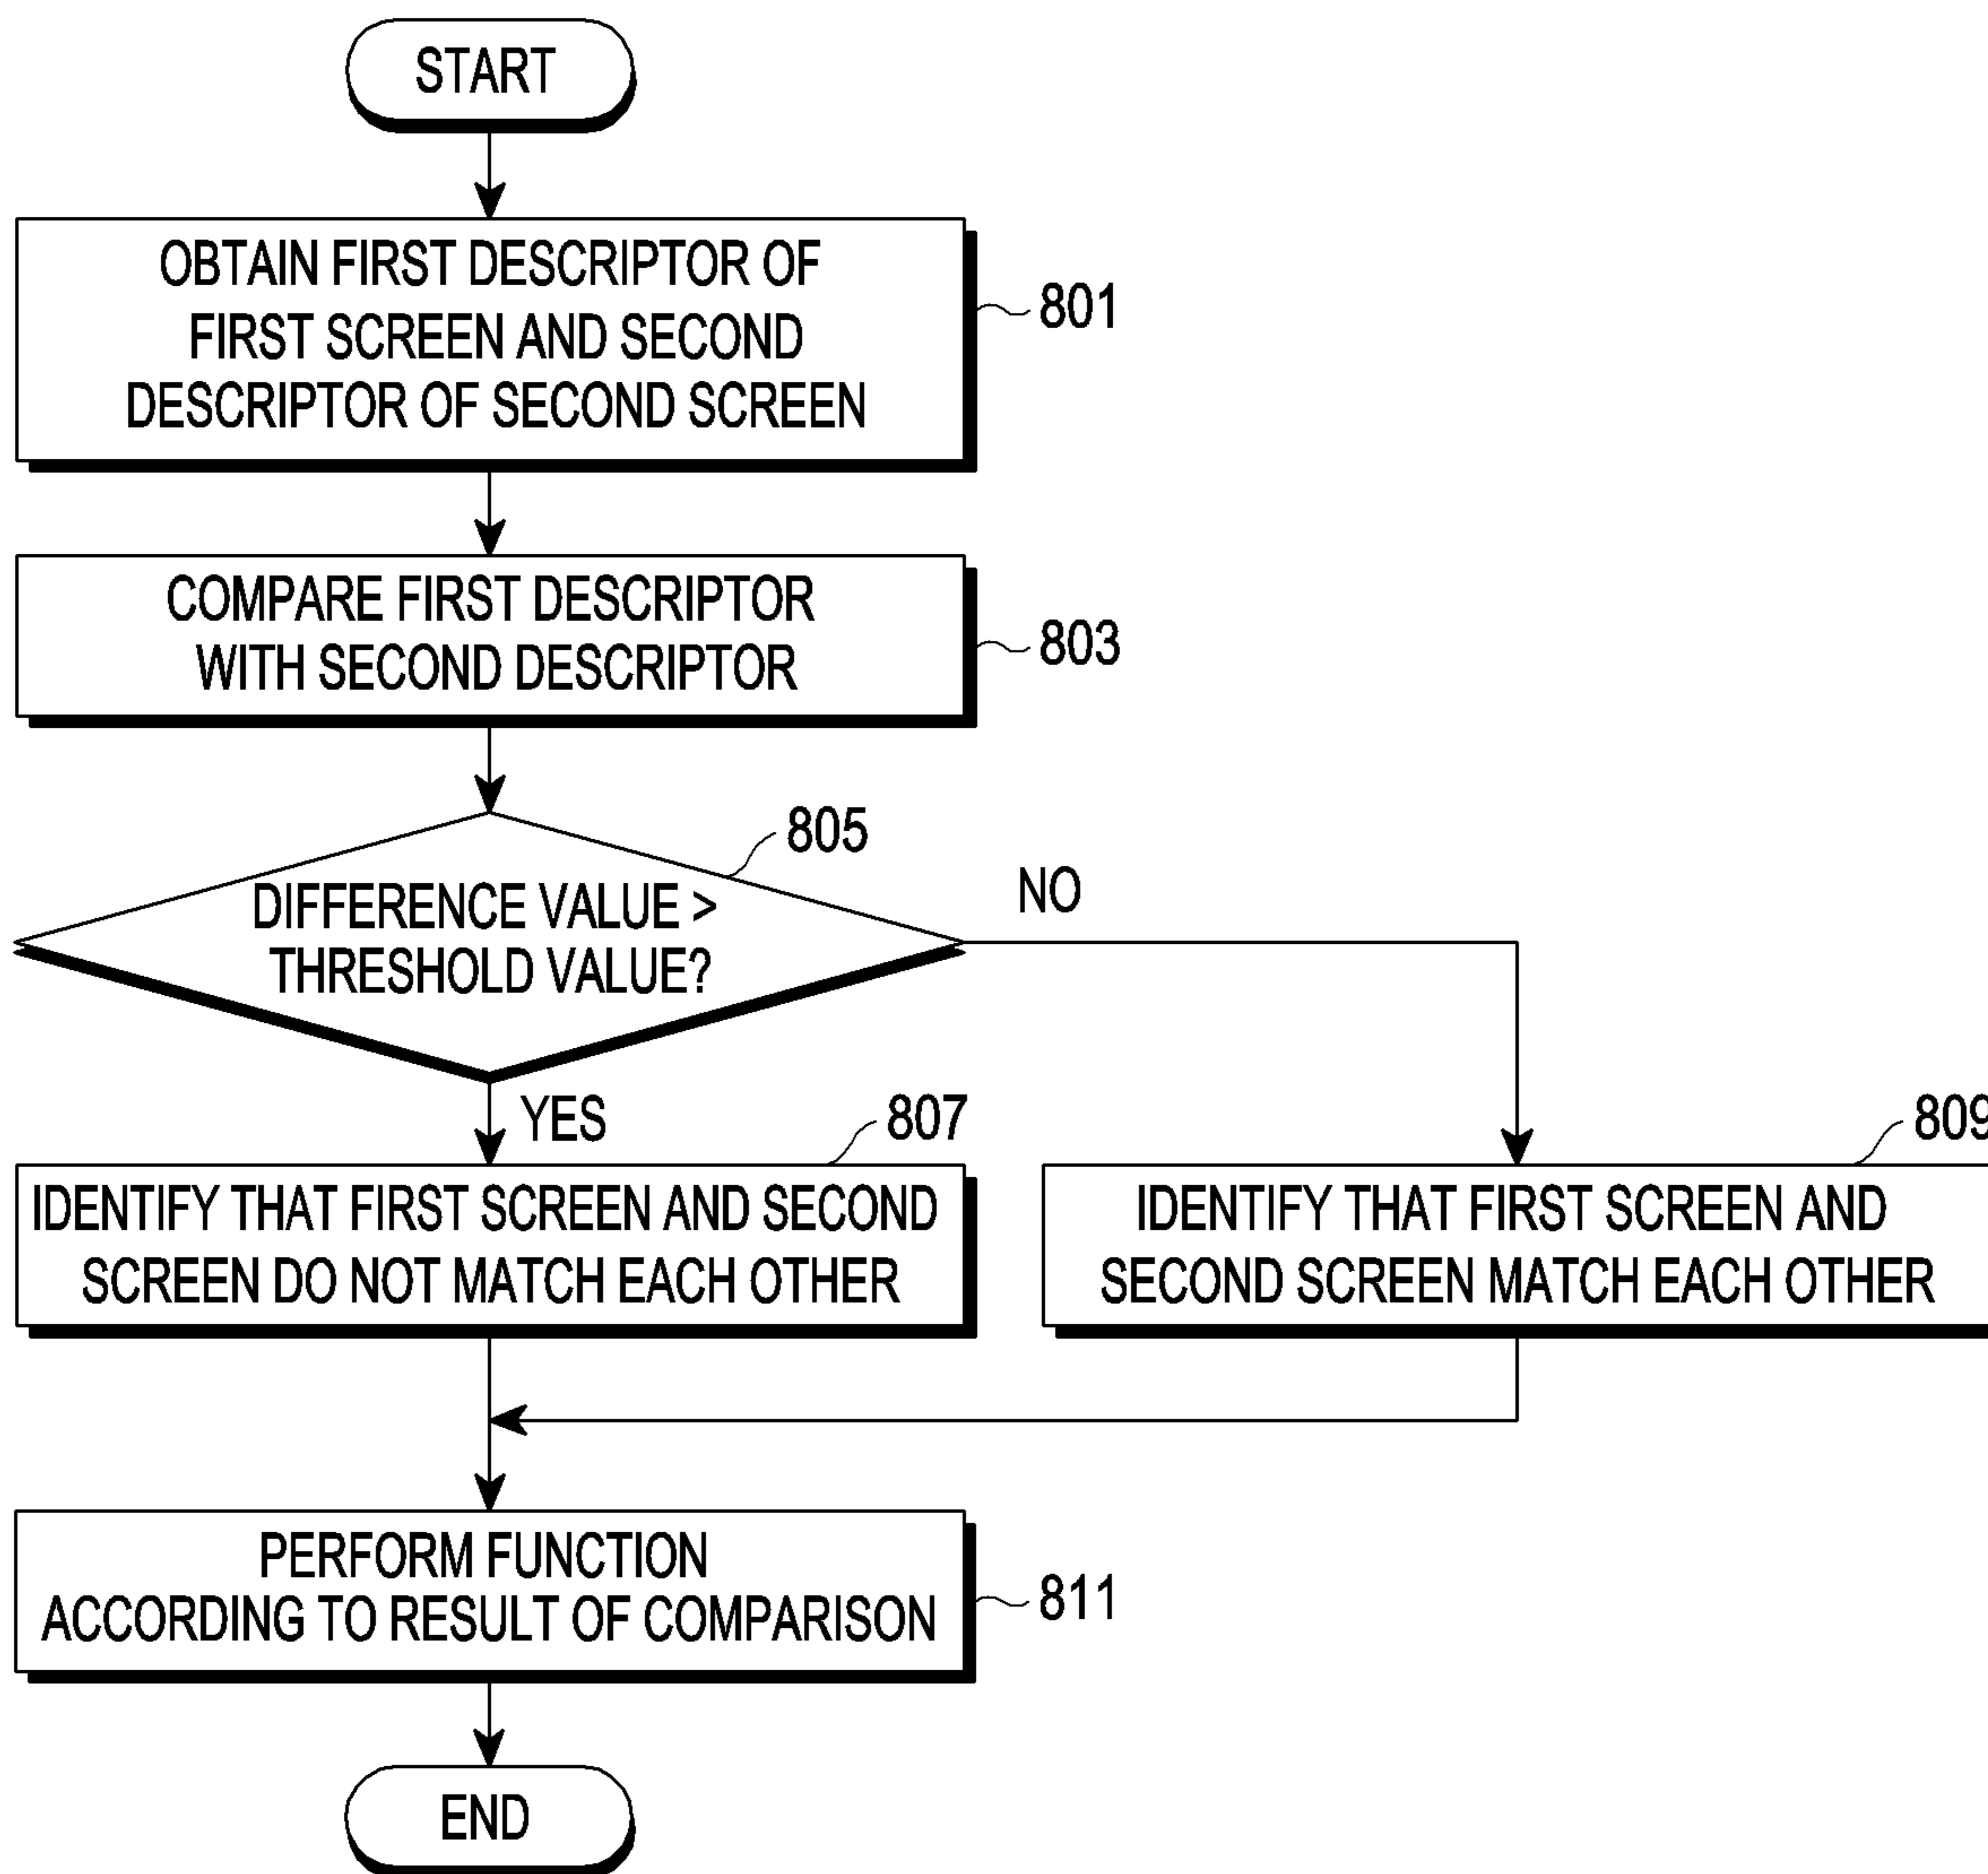 START
OBTAIN FIRST DESCRIPTOR OF
FIRST SCREEN AND SECOND
DESCRIPTOR OF SECOND SCREEN
801
COMPARE FIRST DESCRIPTOR
WITH SECOND DESCRIPTOR
803
805
DIFFERENCE VALUE >
THRESHOLD VALUE?
NO
YES
807
IDENTIFY THAT FIRST SCREEN AND SECOND
SCREEN DO NOT MATCH EACH OTHER
809
IDENTIFY THAT FIRST SCREEN AND
SECOND SCREEN MATCH EACH OTHER
PERFORM FUNCTION
ACCORDING TO RESULT OF COMPARISON
811
END